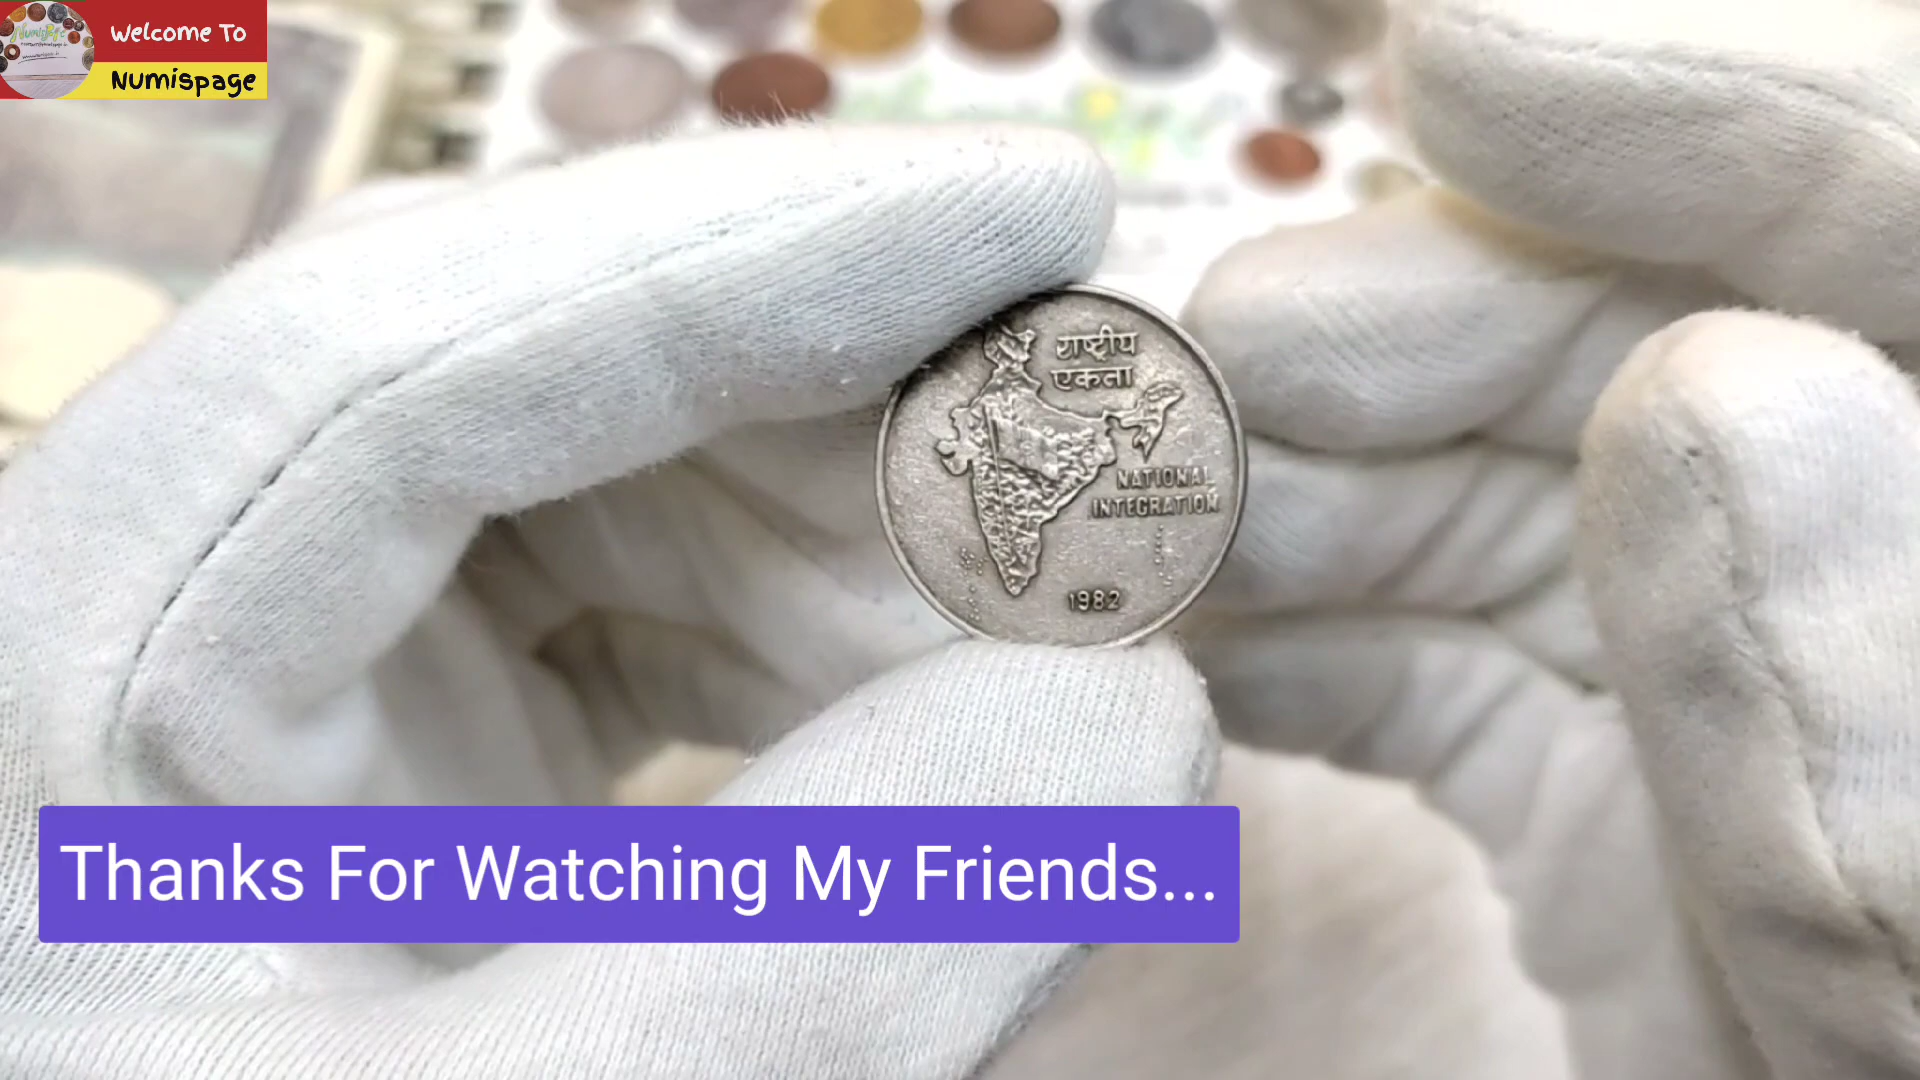 Welcome To
Numispage
राष्ट्रीय
एकता
NATIONAL
INTEGRATION
1982
Thanks For Watching My Friends...